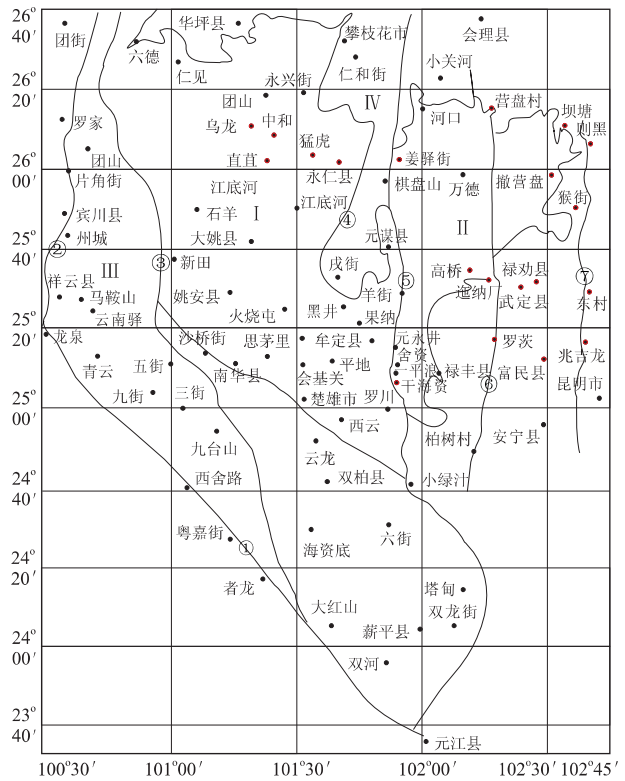 26°
40′
26°
20′
26°
00′
25°
40′
25°
20′
25°
00′
24°
40′
24°
20′
24°
00′
23°
40′
100°30′
101°00′
101°30′
102°00′
102°30′
102°45′
团街
华坪县
攀枝花市
会理县
六德
仁见
仁和街
小关河
永兴街
团山
Ⅳ
河口
营盘村
坝塘
则黑
罗家
乌龙
中和
猛虎
团山
直苴
永仁县
姜驿街
撤营盘
片角街
江底河
江底河
棋盘山
万德
猴街
宾川县
石羊
Ⅰ
④
Ⅱ
州城
大姚县
元谋县
②
Ⅲ
③
新田
戌街
高桥
禄劝县
⑦
祥云县
马鞍山
姚安县
羊街
⑤
迤纳厂
武定县
东村
云南驿
火烧屯
黑井
果纳
龙泉
沙桥街
思茅里
牟定县
元永井
舍资
罗茨
兆吉龙
青云
五街
南华县
会基关
平地
一平浪
禄丰县
富民县
昆明市
干海资
⑥
九街
三街
楚雄市
罗川
九台山
西云
柏树村
安宁县
云龙
西舍路
双柏县
小绿汁
粤嘉街
①
海资底
六街
者龙
塔甸
大红山
双龙街
薪平县
双河
元江县